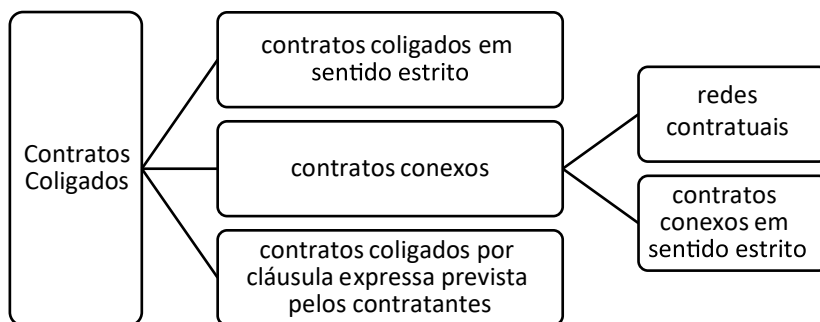 Contratos
Coligados
contratos coligados em
sentido estrito
contratos conexos
contratos coligados por
cláusula expressa prevista
pelos contratantes
redes
contratuais
contratos
conexos em
sentido estrito